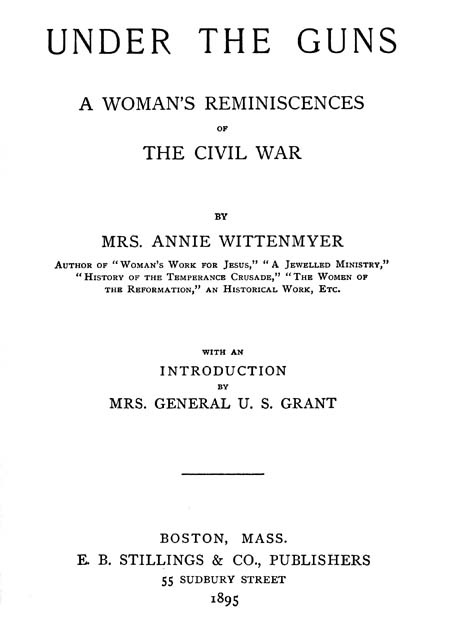 UNDER THE GUNS
A WOMAN'S REMINISCENCES
OF
THE CIVIL WAR
BY
MRS. ANNIE WITTENMYER
AUTHOR OF "WOMAN'S WORK FOR JESUS," "A JEWELLED MINISTRY,"
"HISTORY OF THE TEMPERANCE CRUSADE," "THE WOMEN OF
THE REFORMATION," AN HISTORICAL WORK, ETC.
WITH AN
INTRODUCTION
BY
MRS. GENERAL U. S. GRANT
BOSTON, MASS.
E. B. STILLINGS & CO., PUBLISHERS
55 SUDBURY STREET
1895